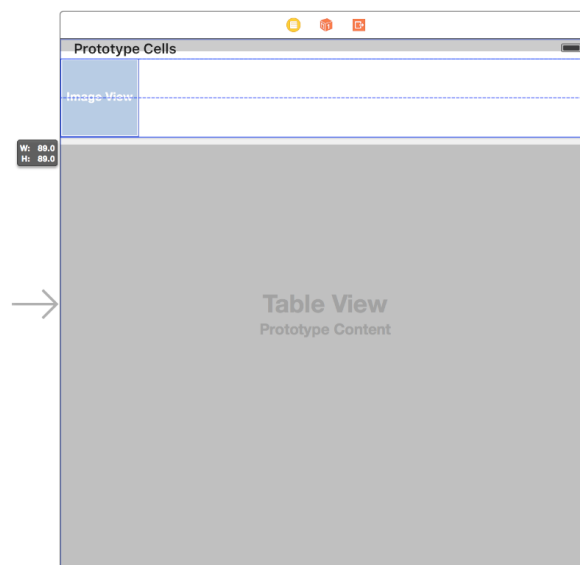 Prototype Cells
Image View
W: 89.0
H: 89.0
Table View
Prototype Content